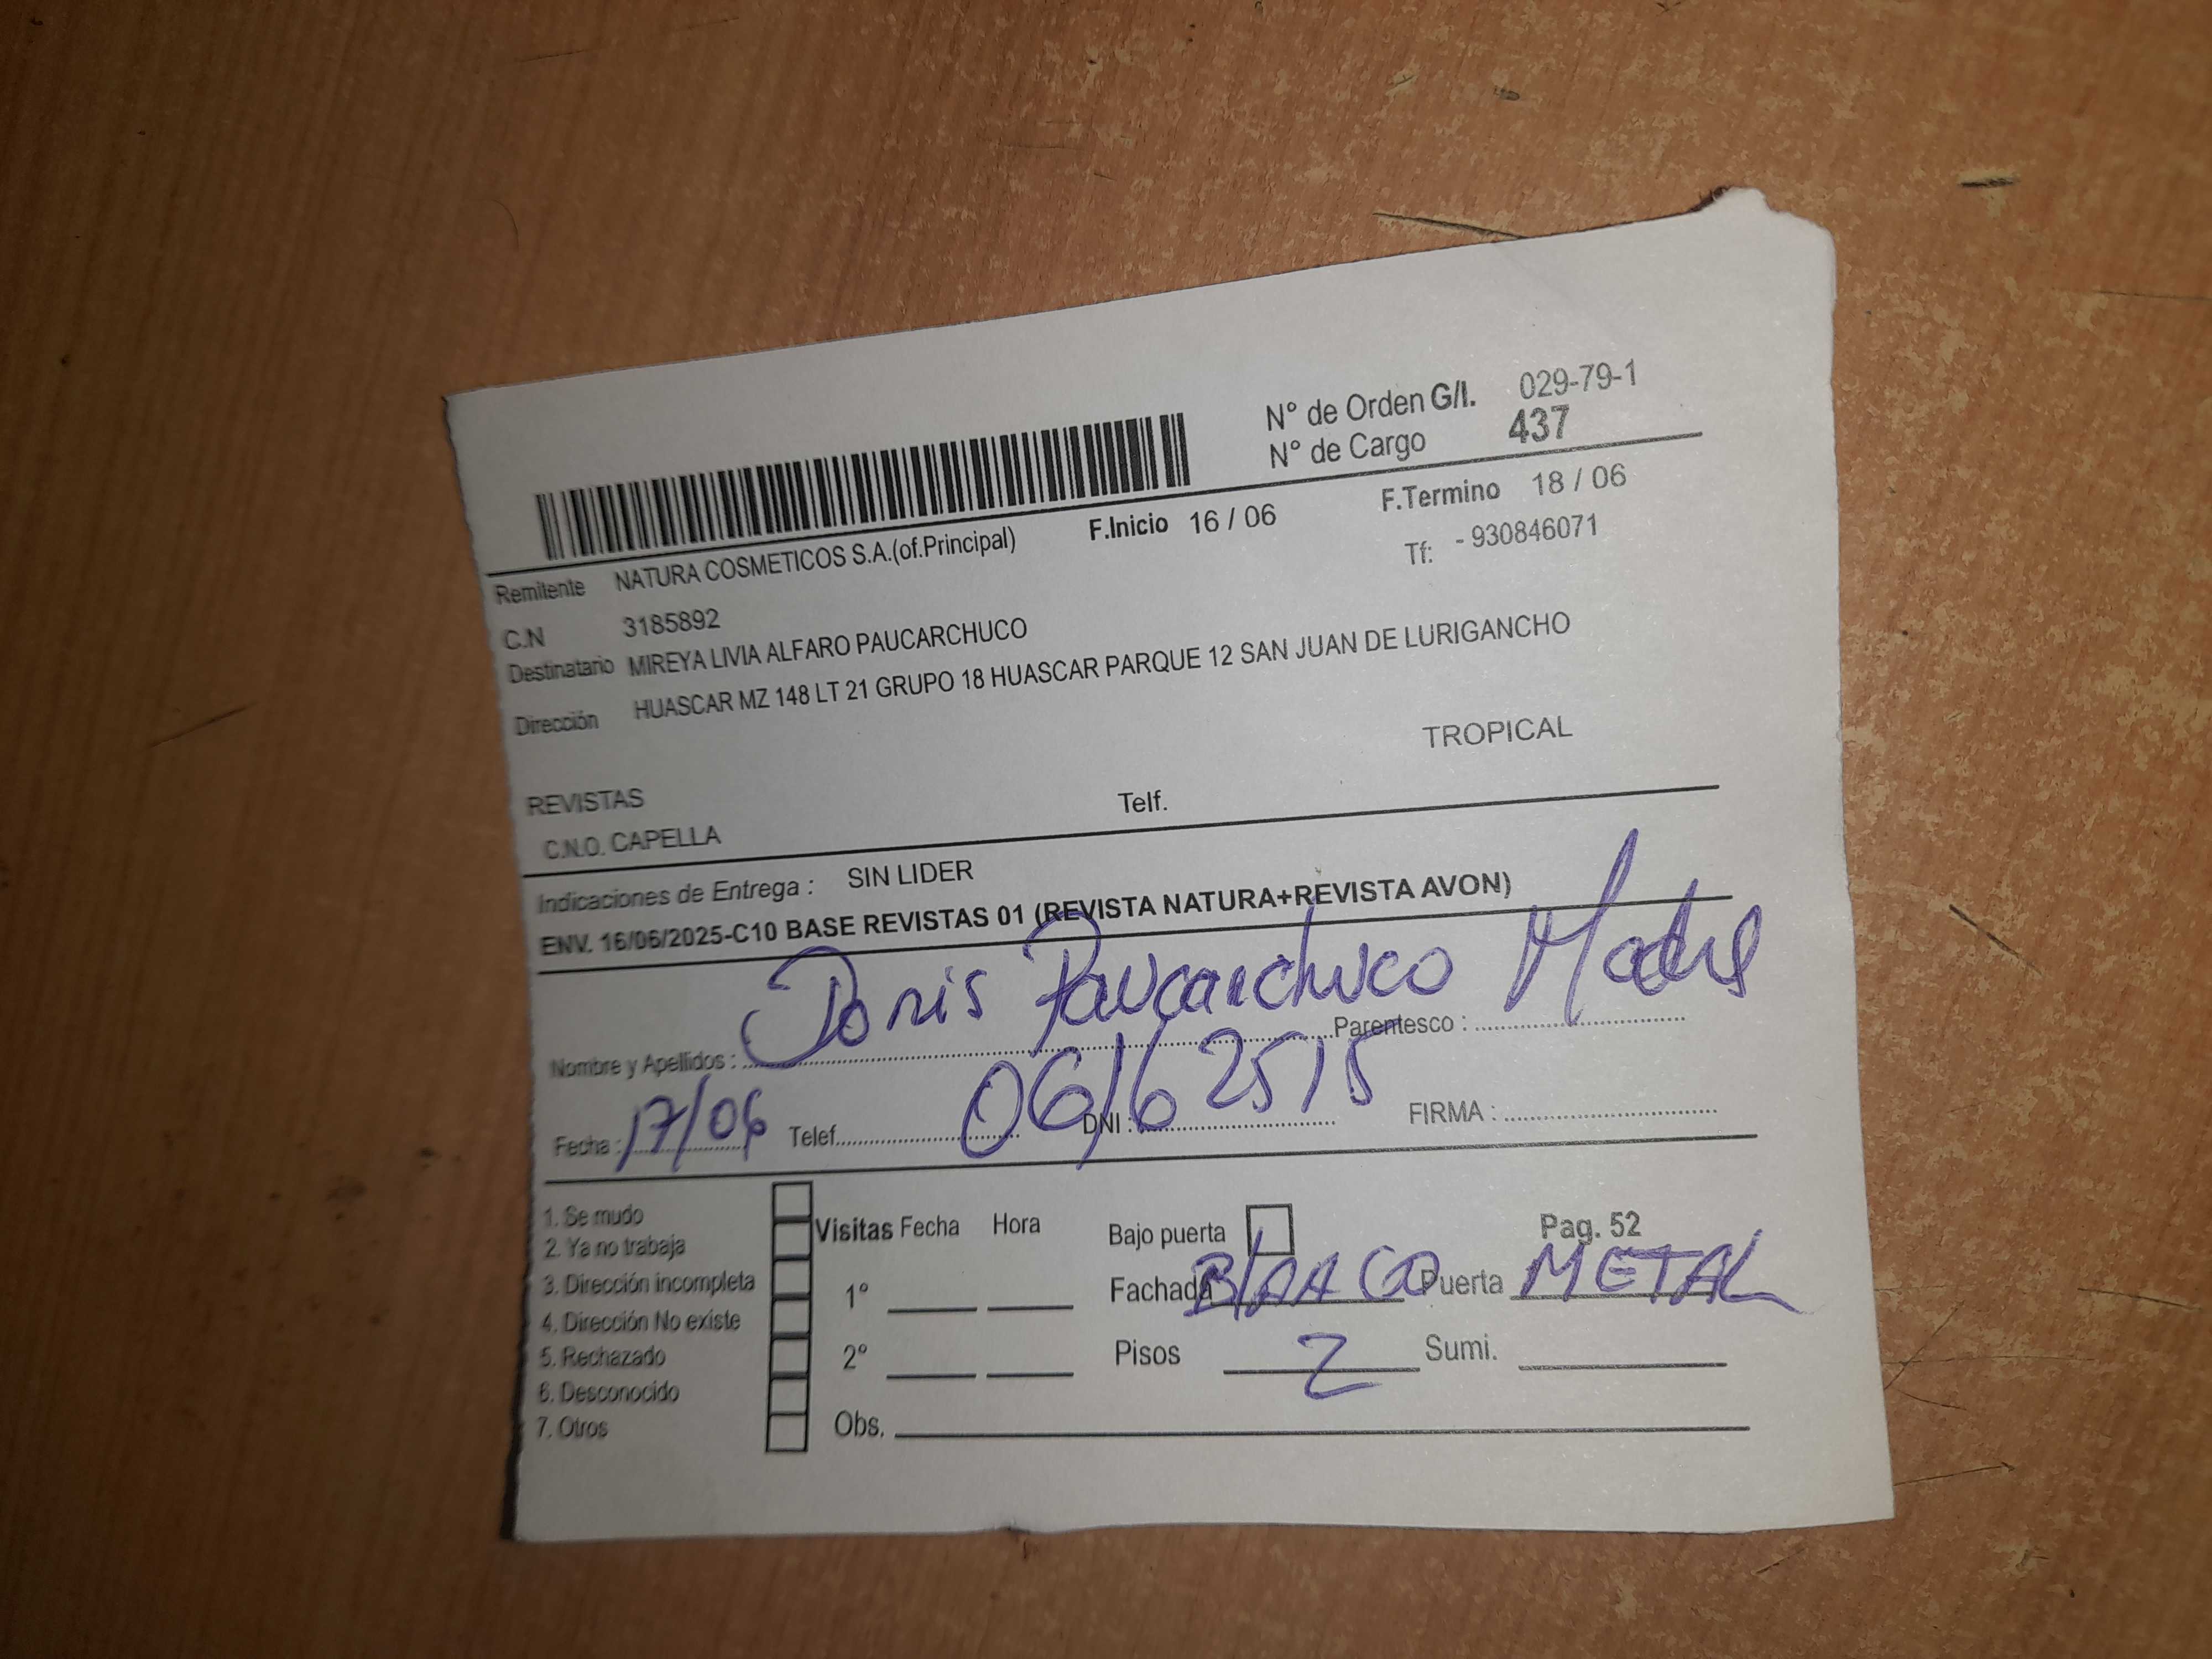 N° de Orden G/I. 029-79-1
N° de Cargo 437
F.Inicio 16 / 06 F.Termino 18 / 06
Remitente NATURA COSMETICOS S.A.(of.Principal) Tf: - 930846071
C.N 3185892
Destinatario MIREYA LIVIA ALFARO PAUCARCHUCO
Dirección HUASCAR MZ 148 LT 21 GRUPO 18 HUASCAR PARQUE 12 SAN JUAN DE LURIGANCHO
TROPICAL
REVISTAS Telf.
C.N.O. CAPELLA
Indicaciones de Entrega : SIN LIDER
ENV. 16/06/2025-C10 BASE REVISTAS 01 (REVISTA NATURA+REVISTA AVON)
Nombre y Apellidos : Doris Paucarchuco Parentesco : Madre
Fecha : 17/06 Telef. DNI : 06162515 FIRMA :
1. Se mudo
2. Ya no trabaja
3. Dirección incompleta
4. Dirección No existe
5. Rechazado
6. Desconocido
7. Otros
Visitas Fecha Hora
1°
2°
Obs.
Bajo puerta Pag. 52
Fachada BlAnCO Puerta METAL
Pisos 2 Sumi.